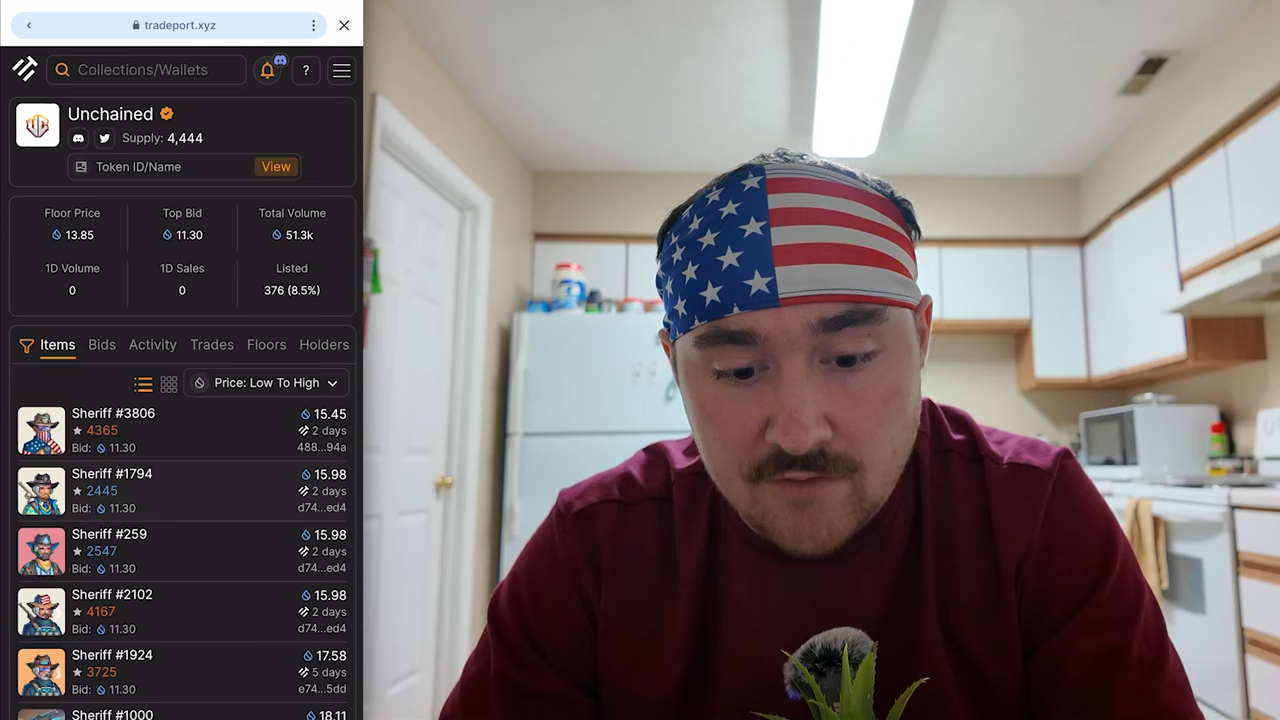 tradeport.xyz
Collections/Wallets
?
Unchained
Supply: 4,444
Token ID/Name
View
Floor Price
Top Bid
Total Volume
13.85
11.30
51.3k
1D Volume
1D Sales
Listed
0
0
376 (8.5%)
Items
Bids
Activity
Trades
Floors
Holders
Price: Low To High
Sheriff #3806
15.45
4365
2 days
Bid: 11.30
488...94a
Sheriff #1794
15.98
2445
2 days
Bid: 11.30
d74...ed4
Sheriff #259
15.98
2547
2 days
Bid: 11.30
d74...ed4
Sheriff #2102
15.98
4167
2 days
Bid: 11.30
d74...ed4
Sheriff #1924
17.58
3725
5 days
Bid: 11.30
e74...5dd
Sheriff #1000
18.11